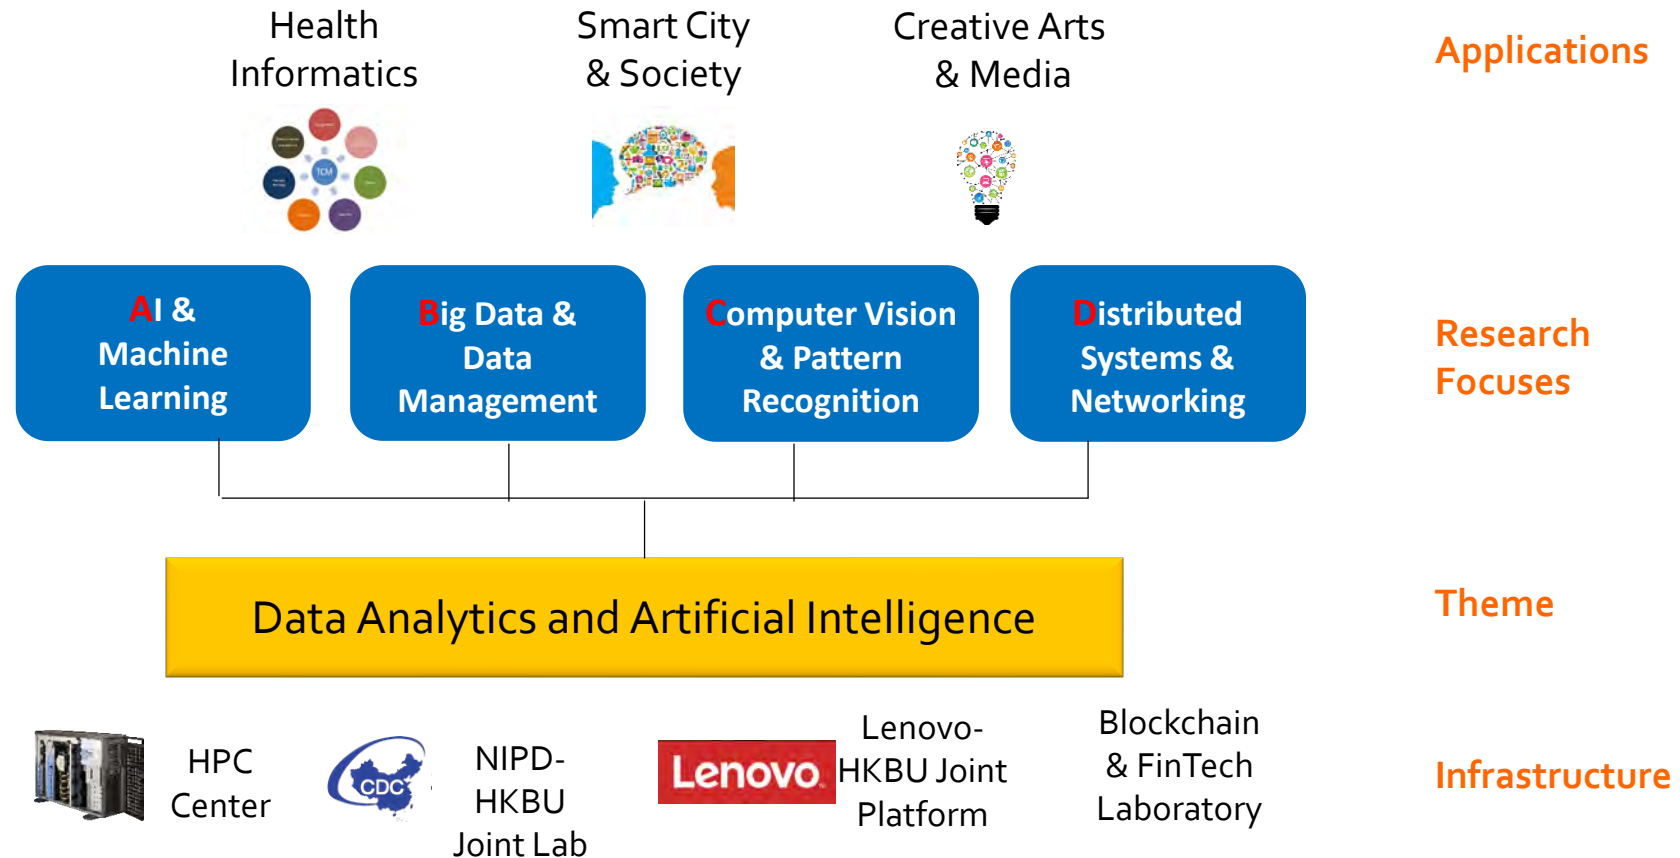 Health
Informatics
Smart City
& Society
Creative Arts
& Media
Applications
TCM
AI &
Machine
Learning
Big Data &
Data
Management
Computer Vision
& Pattern
Recognition
Distributed
Systems &
Networking
Research
Focuses
Data Analytics and Artificial Intelligence
Theme
HPC
Center
CDC
NIPD-
HKBU
Joint Lab
Lenovo
Lenovo-
HKBU Joint
Platform
Blockchain
& FinTech
Laboratory
Infrastructure